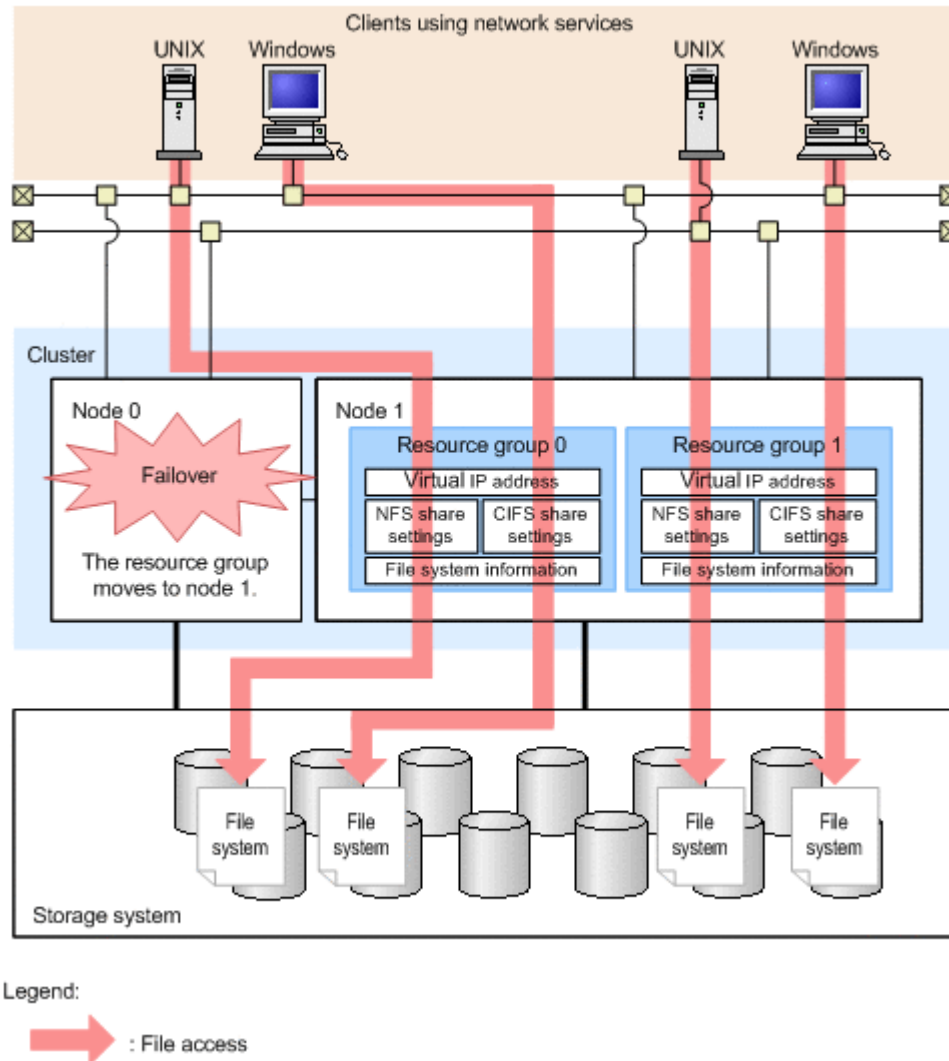 Clients using network services
UNIX
Windows
UNIX
Windows
Cluster
Node 0
Failover
The resource group
moves to node 1.
Node 1
Resource group 0
Virtual IP address
NFS share
settings
CIFS share
settings
File system information
Resource group 1
Virtual IP address
NFS share
settings
CIFS share
settings
File system information
File
system
File
system
File
system
File
system
Storage system
Legend:
: File access